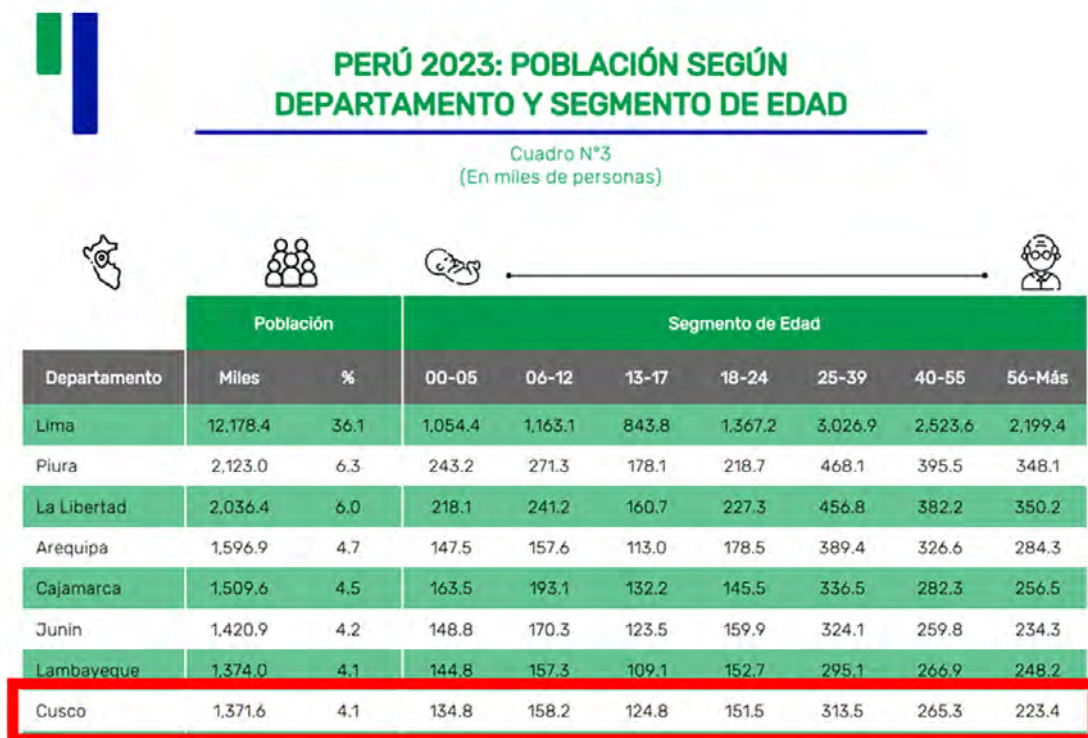 PERÚ 2023: POBLACIÓN SEGÚN
DEPARTAMENTO Y SEGMENTO DE EDAD
Cuadro N°3
(En miles de personas)
Población Segmento de Edad
Departamento Miles % 00-05 06-12 13-17 18-24 25-39 40-55 56-Más
Lima 12,178.4 36.1 1,054.4 1,163.1 843.8 1,367.2 3,026.9 2,523.6 2,199.4
Piura 2,123.0 6.3 243.2 271.3 178.1 218.7 468.1 395.5 348.1
La Libertad 2,036.4 6.0 218.1 241.2 160.7 227.3 456.8 382.2 350.2
Arequipa 1,596.9 4.7 147.5 157.6 113.0 178.5 389.4 326.6 284.3
Cajamarca 1,509.6 4.5 163.5 193.1 132.2 145.5 336.5 282.3 256.5
Junin 1,420.9 4.2 148.8 170.3 123.5 159.9 324.1 259.8 234.3
Lambayeque 1,374.0 4.1 144.8 157.3 109.1 152.7 295.1 266.9 248.2
Cusco 1,371.6 4.1 134.8 158.2 124.8 151.5 313.5 265.3 223.4